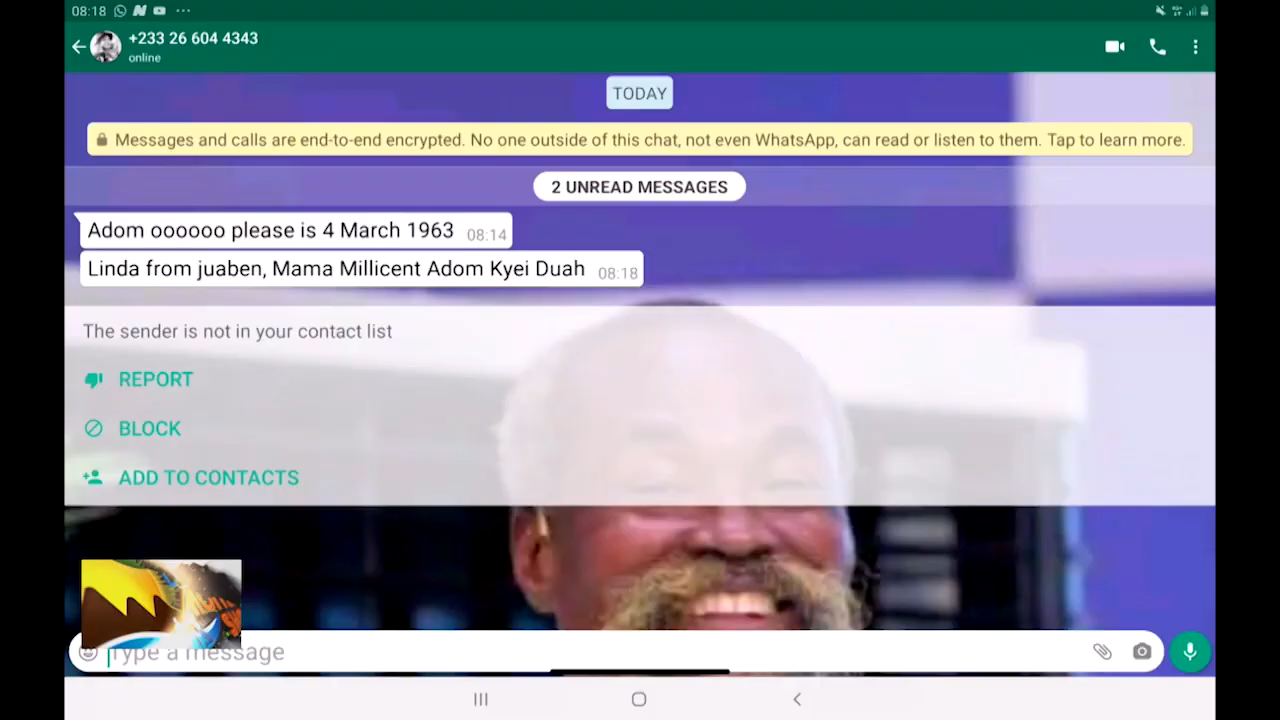 08:18
+233 26 604 4343
online
TODAY
Messages and calls are end-to-end encrypted. No one outside of this chat, not even WhatsApp, can read or listen to them. Tap to learn more.
2 UNREAD MESSAGES
Adom oooooo please is 4 March 1963 08:14
Linda from juaben, Mama Millicent Adom Kyei Duah 08:18
The sender is not in your contact list
REPORT
BLOCK
ADD TO CONTACTS
Type a message